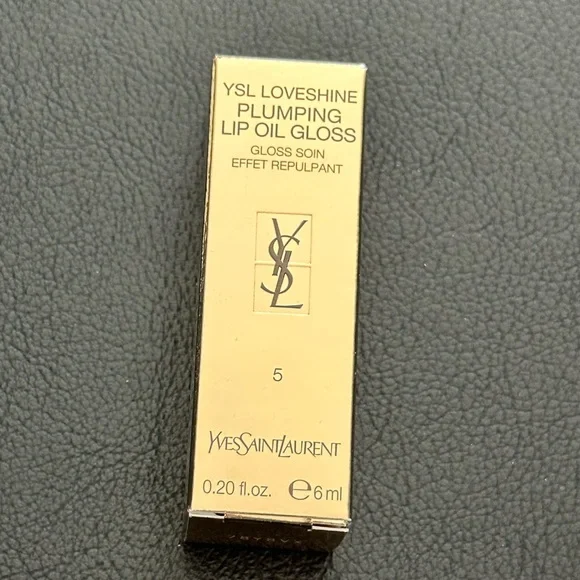 YSL LOVESHINE
PLUMPING
LIP OIL GLOSS
GLOSS SOIN
EFFET REPULPANT
YSL
5
YVESSAINTLAURENT
0.20 fl.oz. ℮6ml